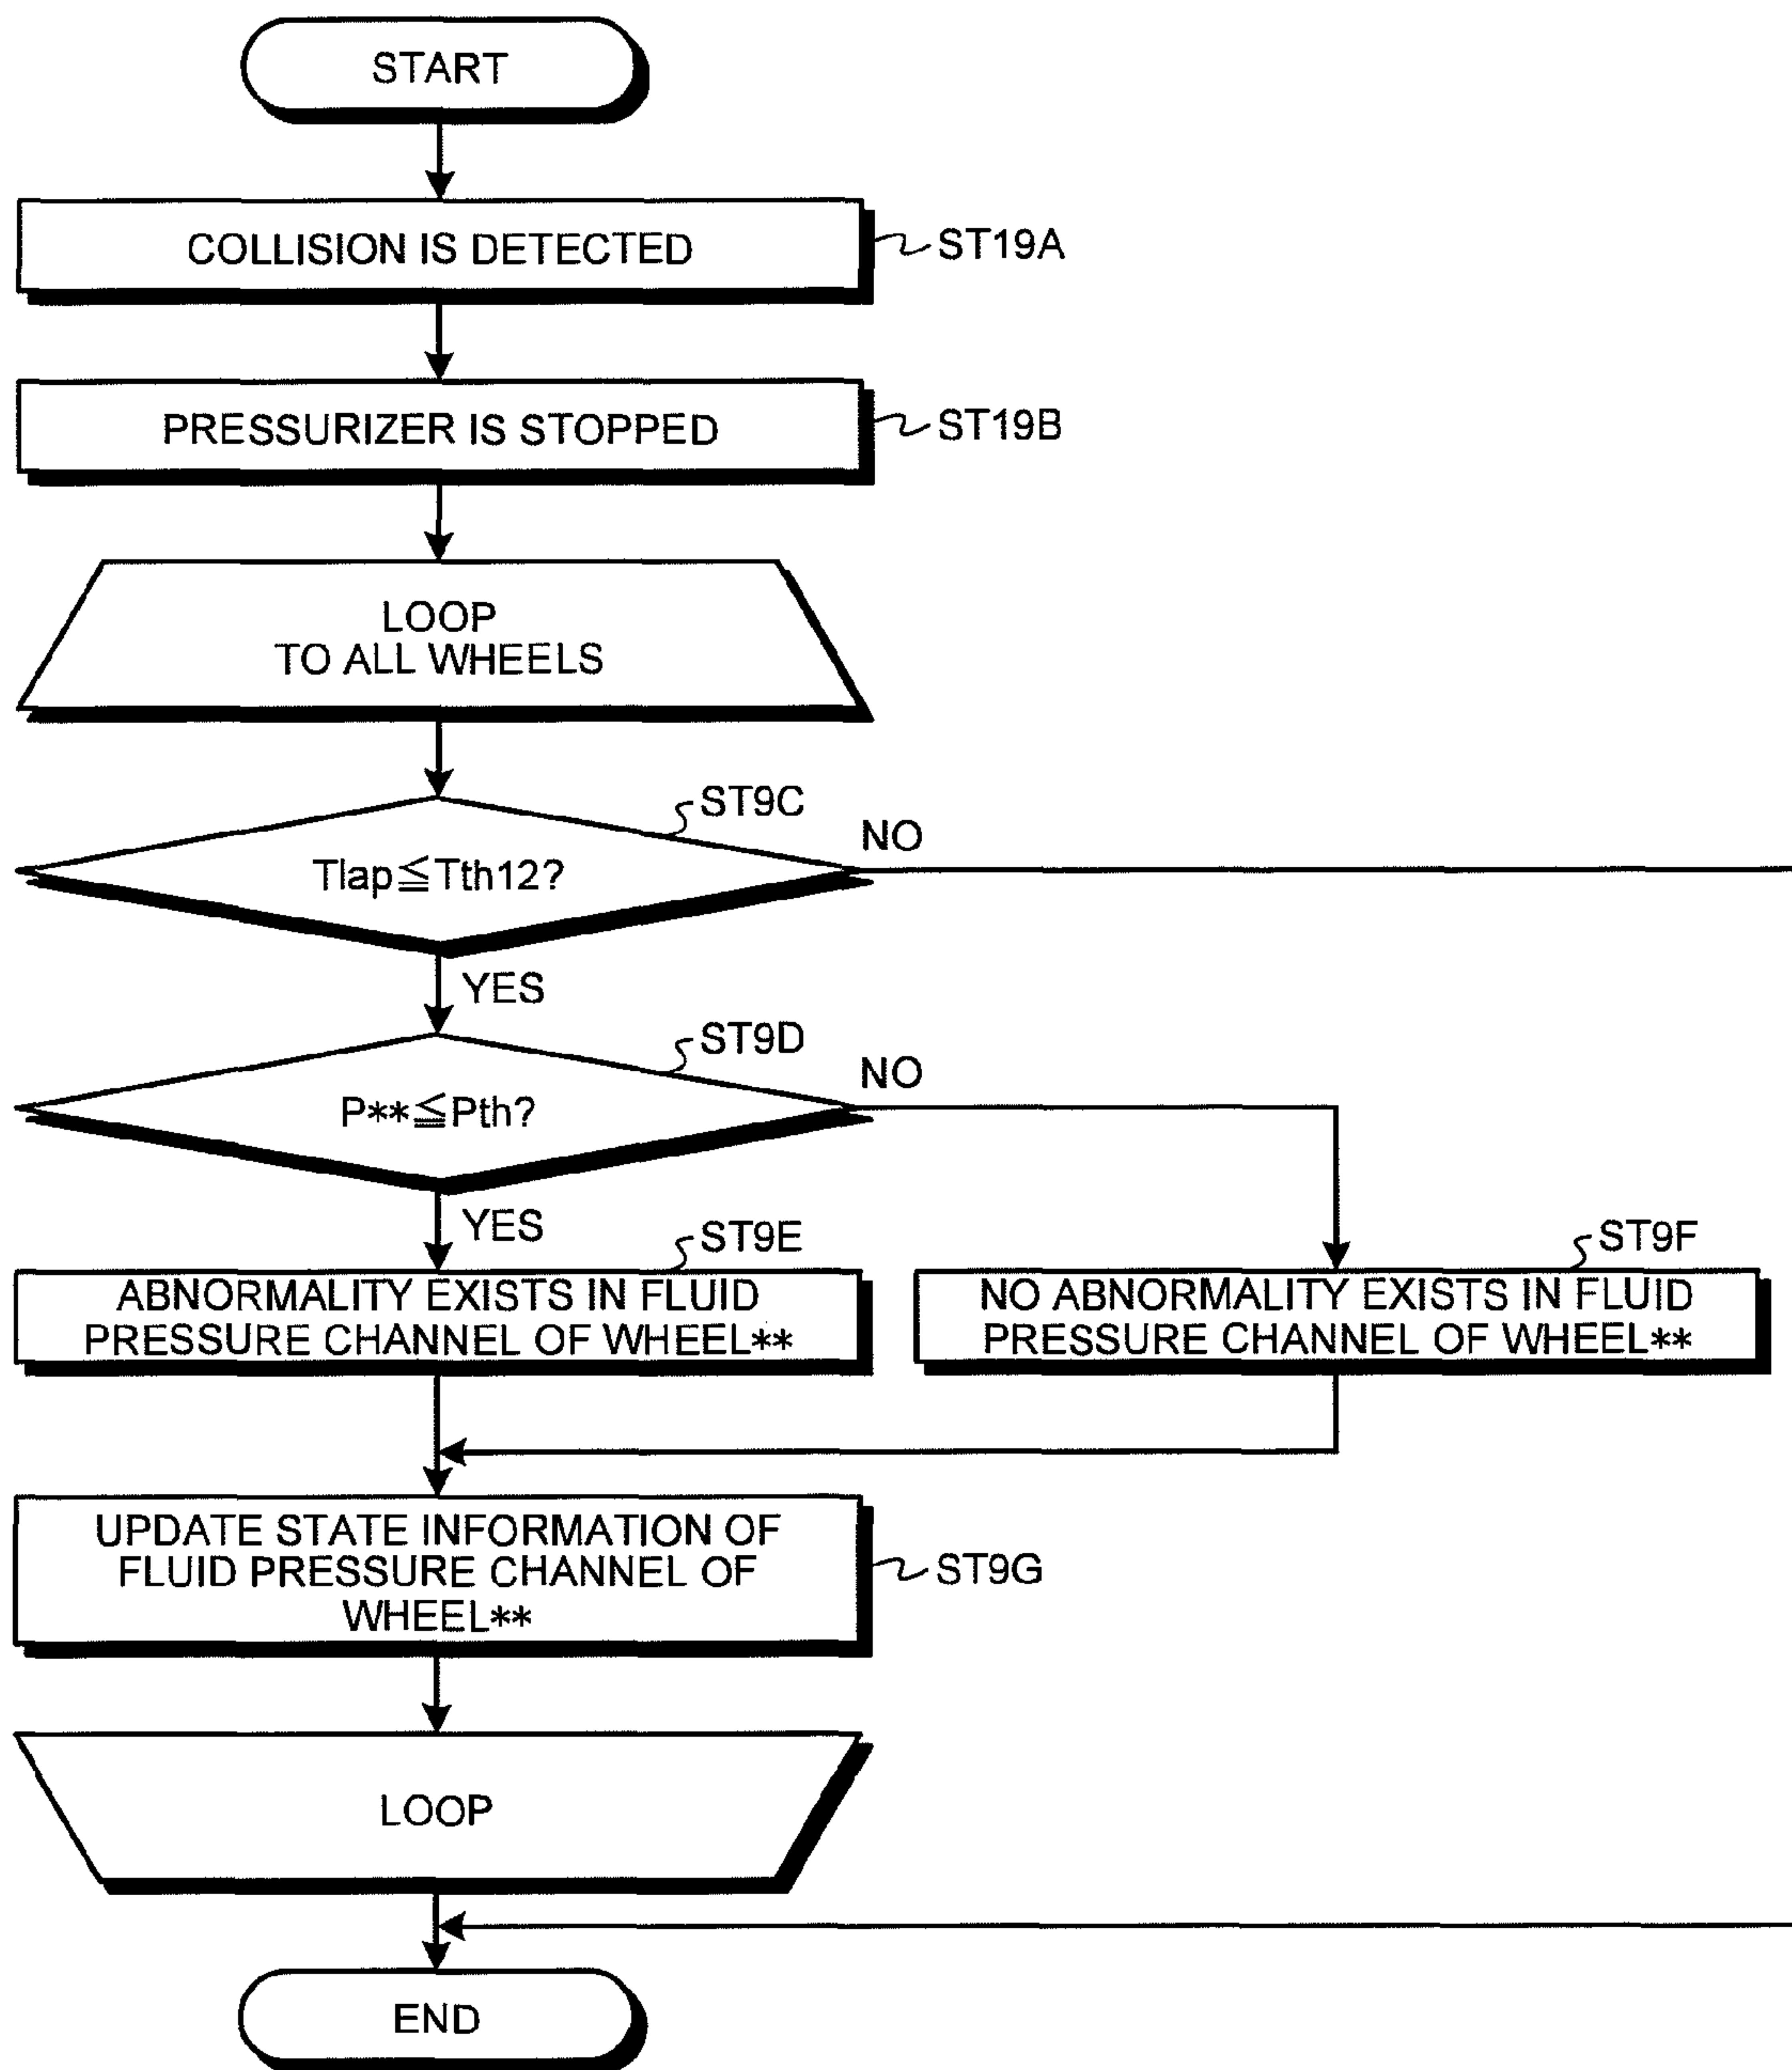 START
COLLISION IS DETECTED
ST19A
PRESSURIZER IS STOPPED
ST19B
LOOP
TO ALL WHEELS
ST9C
NO
Tlap≦Tth12?
YES
ST9D
NO
P**≦Pth?
YES
ST9E
ST9F
ABNORMALITY EXISTS IN FLUID
PRESSURE CHANNEL OF WHEEL**
NO ABNORMALITY EXISTS IN FLUID
PRESSURE CHANNEL OF WHEEL**
UPDATE STATE INFORMATION OF
FLUID PRESSURE CHANNEL OF
WHEEL**
ST9G
LOOP
END